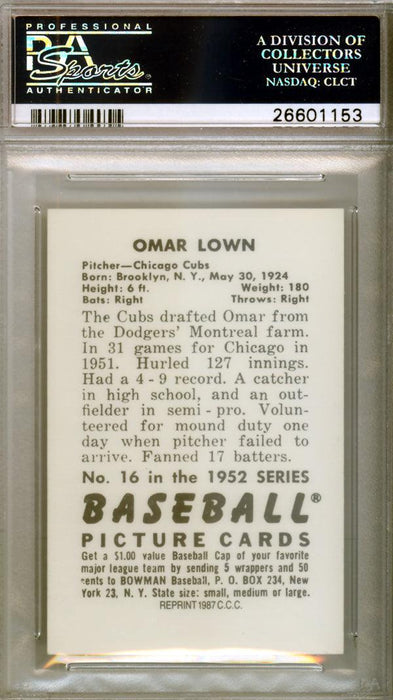 PROFESSIONAL
PSA
Sports
AUTHENTICATOR
A DIVISION OF
COLLECTORS
UNIVERSE
NASDAQ: CLCT
26601153
OMAR LOWN
Pitcher—Chicago Cubs
Born: Brooklyn, N. Y., May 30, 1924
Height: 6 ft. Weight: 180
Bats: Right Throws: Right
The Cubs drafted Omar from
the Dodgers' Montreal farm.
In 31 games for Chicago in
1951. Hurled 127 innings.
Had a 4 - 9 record. A catcher
in high school, and an out-
fielder in semi - pro. Volun-
teered for mound duty one
day when pitcher failed to
arrive. Fanned 17 batters.
No. 16 in the 1952 SERIES
BASEBALL®
PICTURE CARDS
Get a $1.00 value Baseball Cap of your favorite
major league team by sending 5 wrappers and 50
cents to BOWMAN Baseball, P. O. BOX 234, New
York 23, N. Y. State size: small, medium or large.
REPRINT 1987 C.C.C.